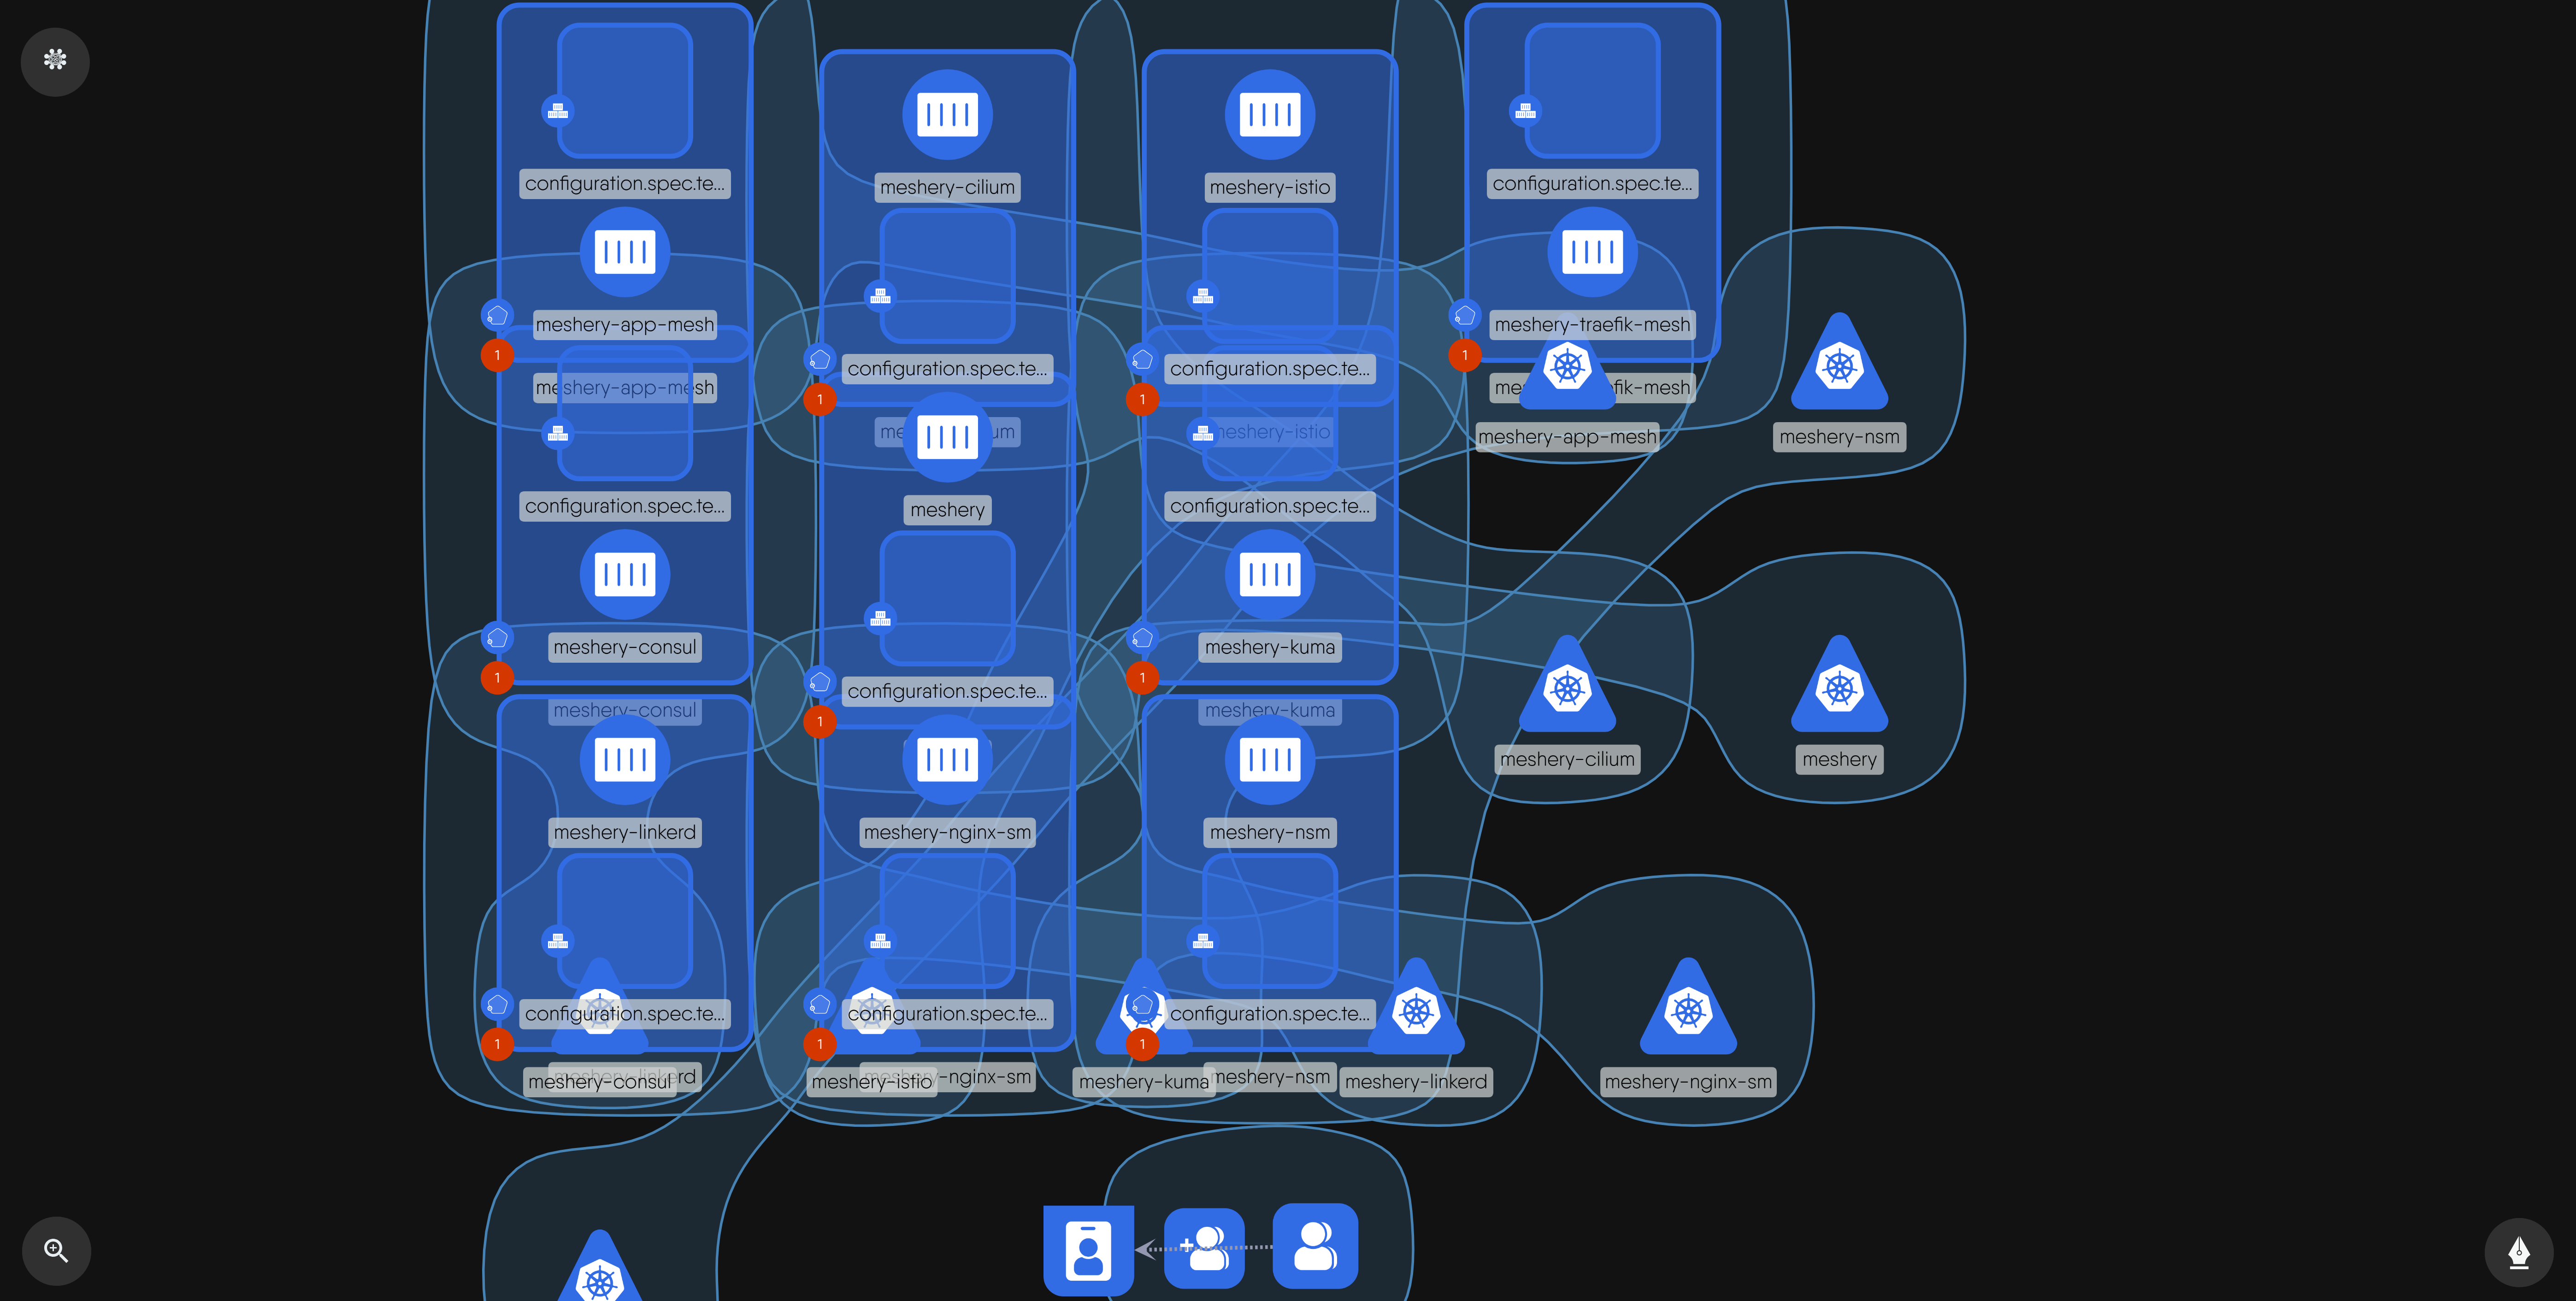 configuration.spec.te...
meshery-app-mesh
1
meshery-app-mesh
configuration.spec.te...
meshery-consul
1
meshery-consul
meshery-linkerd
configuration.spec.te...
1
meshery-consul
meshery-cilium
configuration.spec.te...
1
meshery
configuration.spec.te...
1
meshery-nginx-sm
configuration.spec.te...
1
meshery-istio
-nginx-sm
meshery-istio
configuration.spec.te...
1
meshery-istio
configuration.spec.te...
meshery-kuma
1
meshery-kuma
meshery-nsm
configuration.spec.te...
1
meshery-kuma
meshery-nsm
meshery-linkerd
configuration.spec.te...
meshery-traefik-mesh
1
meshery-app-mesh
meshery-nsm
meshery-cilium
meshery
meshery-nginx-sm